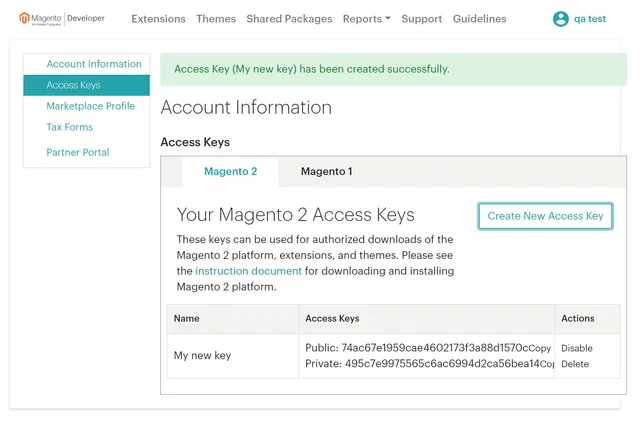 Magento | Developer
An Adobe Company
Extensions Themes Shared Packages Reports Support Guidelines
qa test
Account Information
Access Keys
Marketplace Profile
Tax Forms
Partner Portal
Access Key (My new key) has been created successfully.
Account Information
Access Keys
Magento 2 Magento 1
Your Magento 2 Access Keys
Create New Access Key
These keys can be used for authorized downloads of the
Magento 2 platform, extensions, and themes. Please see
the instruction document for downloading and installing
Magento 2 platform.
Name Access Keys Actions
My new key
Public: 74ac67e1959cae4602173f3a88d1570cCopy
Private: 495c7e9975565c6ac6994d2ca56bea14Cop
Disable
Delete